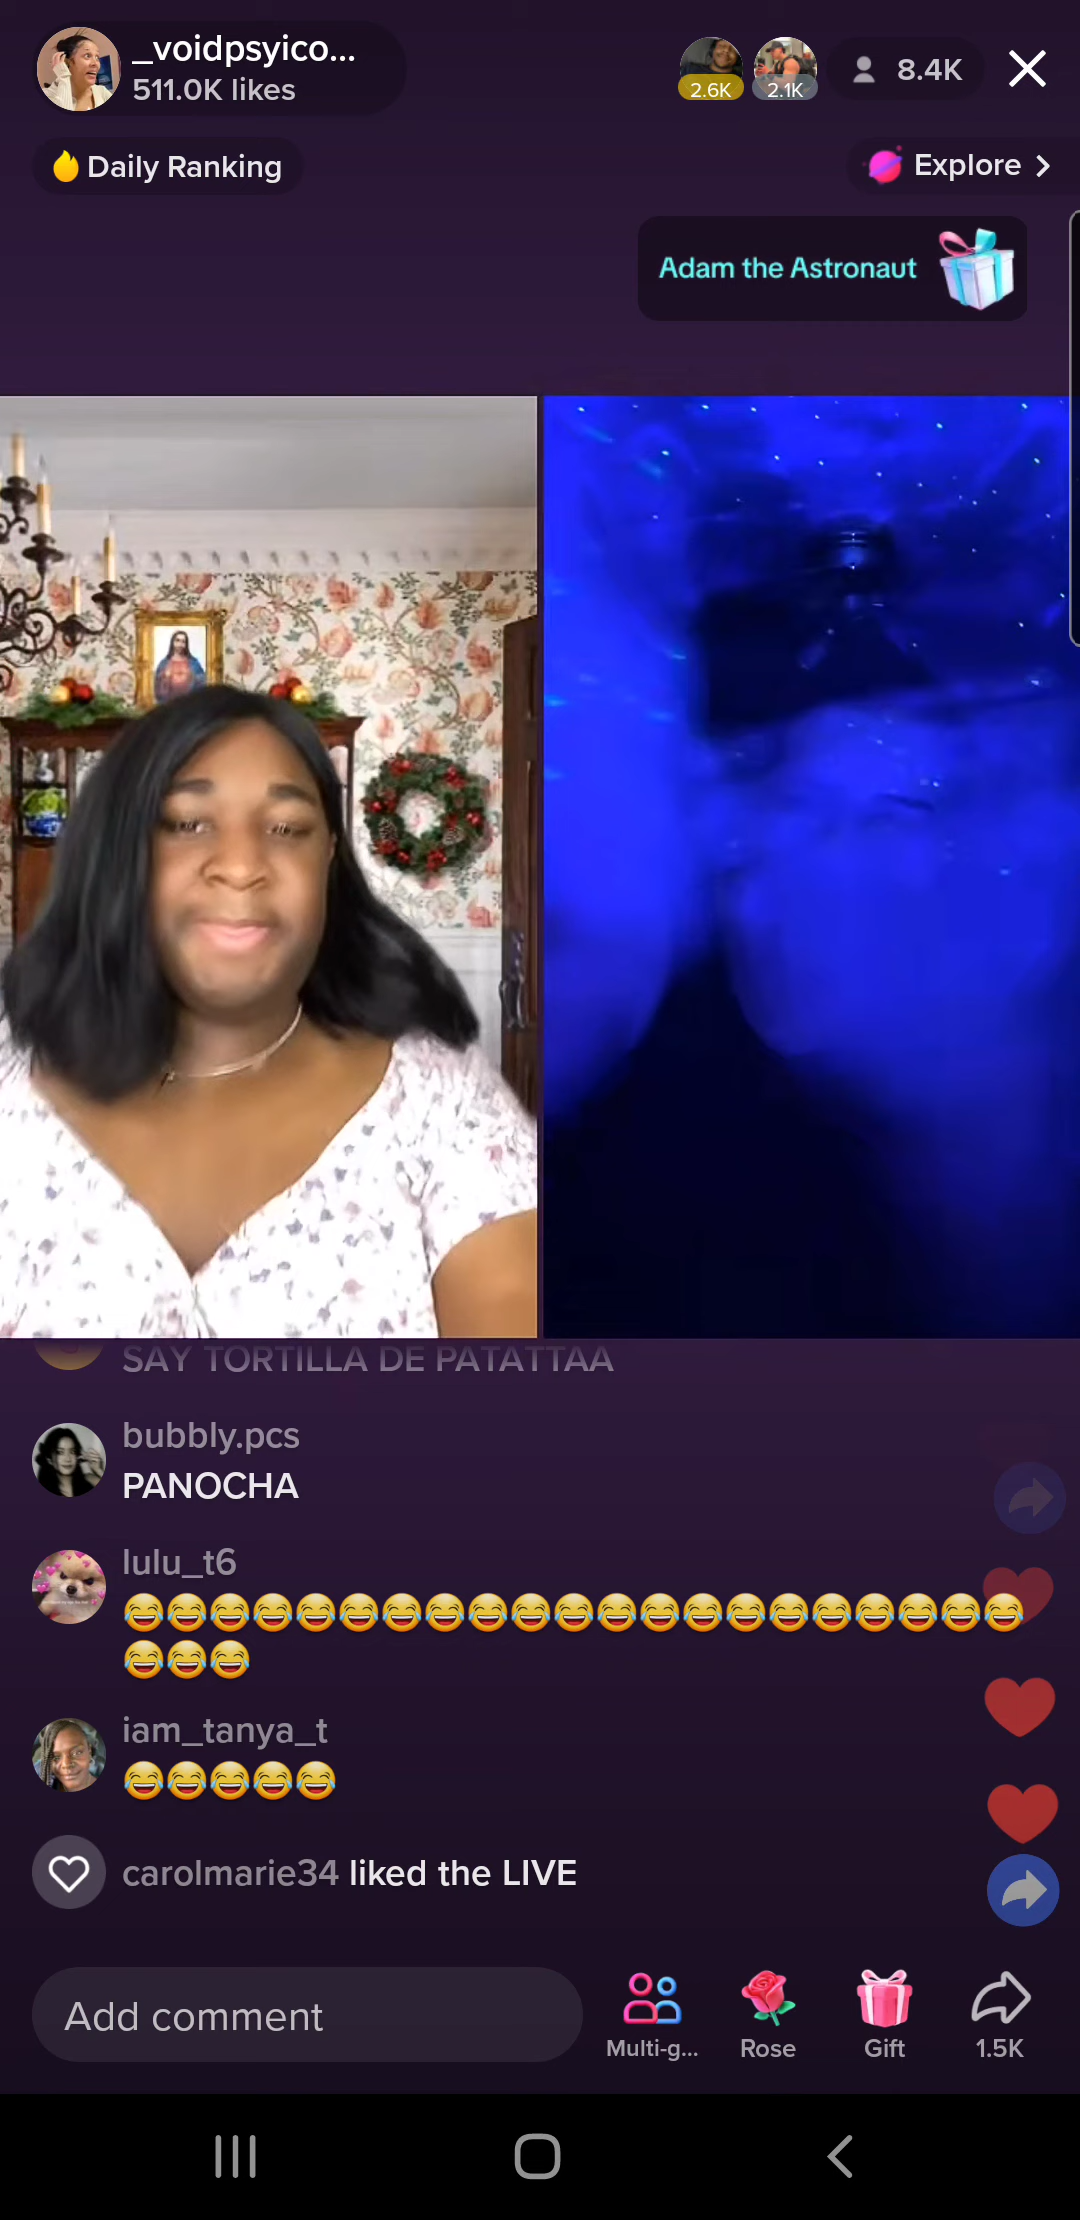 _voidpsyico...
511.0K likes
2.6K
2.1K
8.4K
Daily Ranking
Explore
Adam the Astronaut
SAY TORTILLA DE PATATTAA
bubbly.pcs
PANOCHA
lulu_t6
😂😂😂😂😂😂😂😂😂😂😂😂😂😂😂😂😂😂😂😂😂
😂😂😂
iam_tanya_t
😂😂😂😂😂
carolmarie34 liked the LIVE
Add comment
Multi-g...
Rose
Gift
1.5K